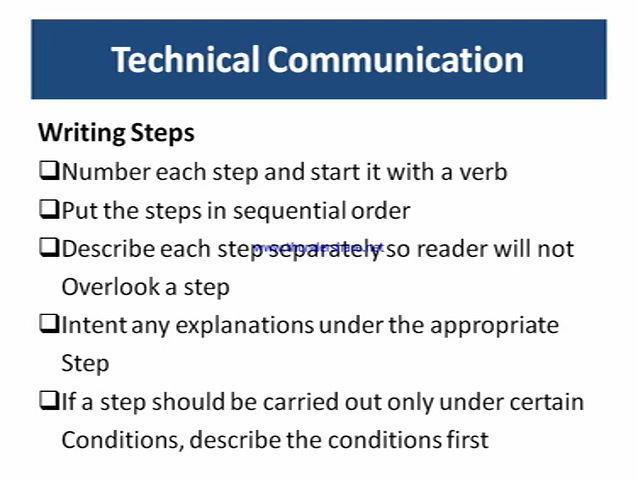 Technical Communication
Writing Steps
❑Number each step and start it with a verb
❑Put the steps in sequential order
❑Describe each step separately so reader will not
Overlook a step
❑Intent any explanations under the appropriate
Step
❑If a step should be carried out only under certain
Conditions, describe the conditions first